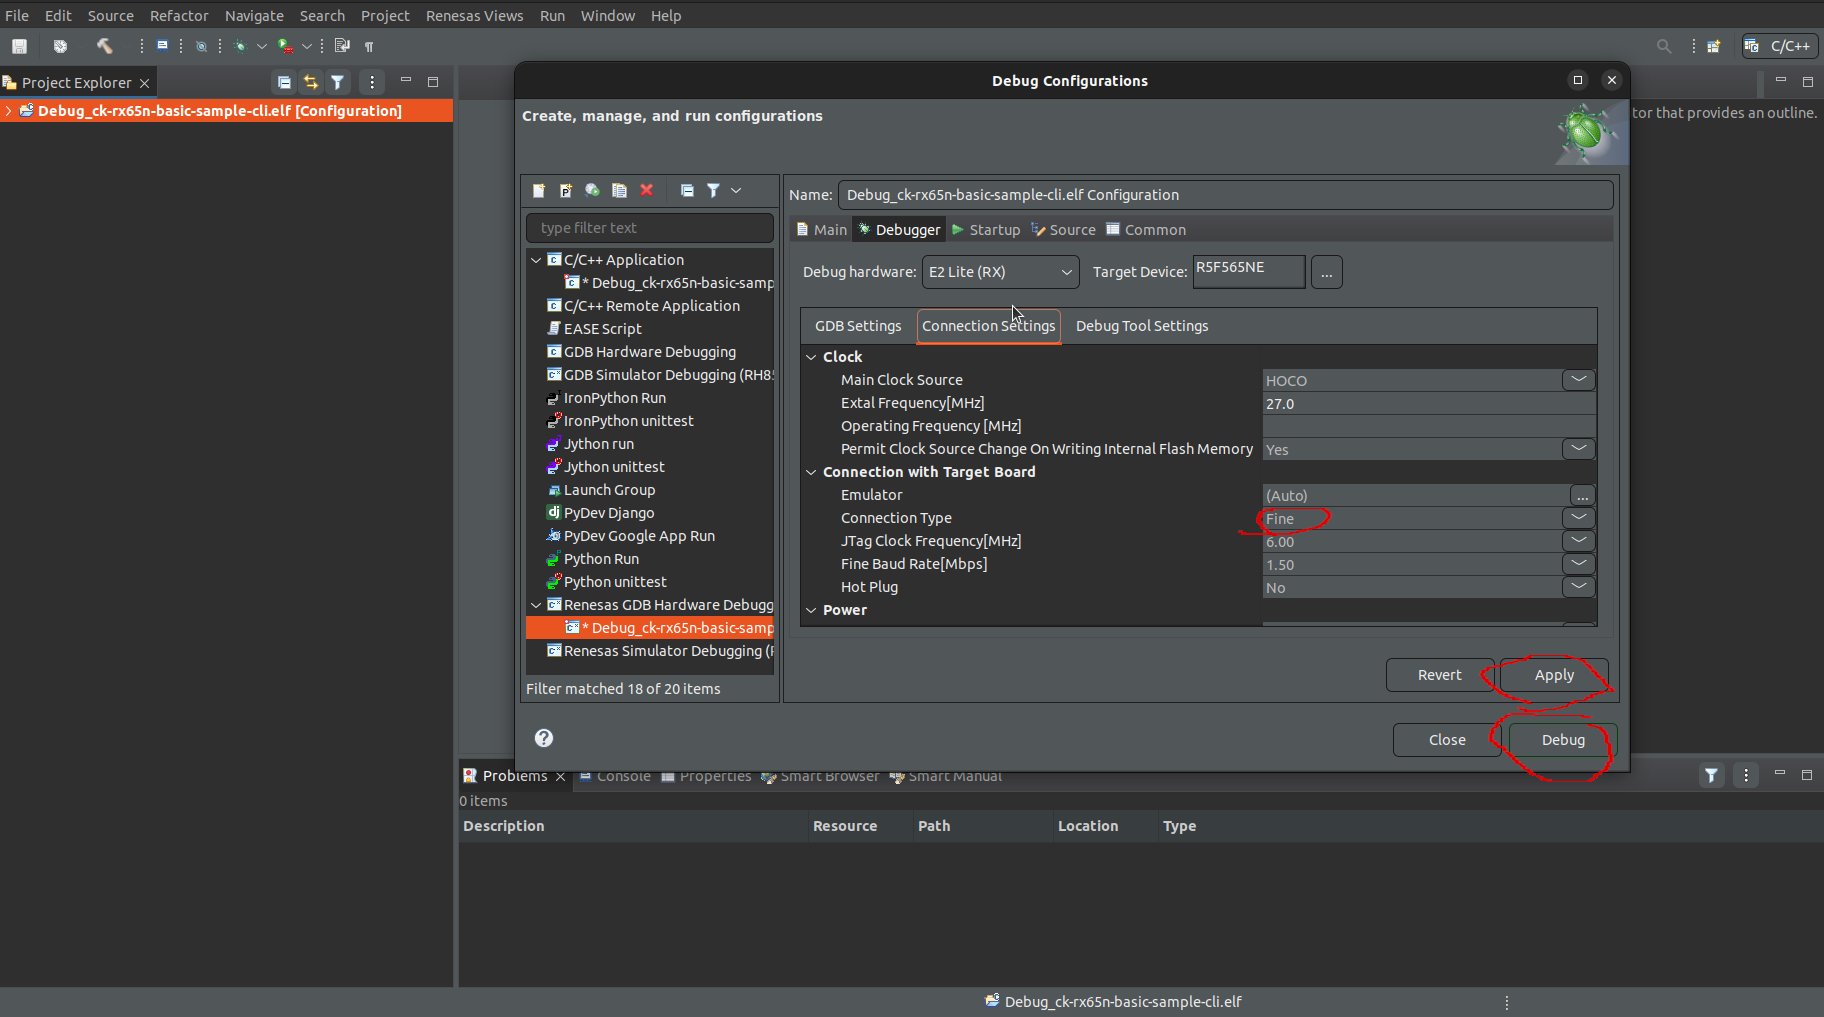 File Edit Source Refactor Navigate Search Project Renesas Views Run Window Help
C/C++
Project Explorer
Debug_ck-rx65n-basic-sample-cli.elf [Configuration]
tor that provides an outline.
Debug Configurations
Create, manage, and run configurations
type filter text
C/C++ Application
* Debug_ck-rx65n-basic-samp
C/C++ Remote Application
EASE Script
GDB Hardware Debugging
GDB Simulator Debugging (RH85
IronPython Run
IronPython unittest
Jython run
Jython unittest
Launch Group
PyDev Django
PyDev Google App Run
Python Run
Python unittest
Renesas GDB Hardware Debugg
* Debug_ck-rx65n-basic-samp
Renesas Simulator Debugging (
Filter matched 18 of 20 items
Name: Debug_ck-rx65n-basic-sample-cli.elf Configuration
Main Debugger Startup Source Common
Debug hardware: E2 Lite (RX) Target Device: R5F565NE ...
GDB Settings Connection Settings Debug Tool Settings
Clock
Main Clock Source HOCO
Extal Frequency[MHz] 27.0
Operating Frequency [MHz]
Permit Clock Source Change On Writing Internal Flash Memory Yes
Connection with Target Board
Emulator (Auto) ...
Connection Type Fine
JTag Clock Frequency[MHz] 6.00
Fine Baud Rate[Mbps] 1.50
Hot Plug No
Power
Revert Apply
Close Debug
Problems Console Properties Smart Browser Smart Manual
0 items
Description Resource Path Location Type
Debug_ck-rx65n-basic-sample-cli.elf